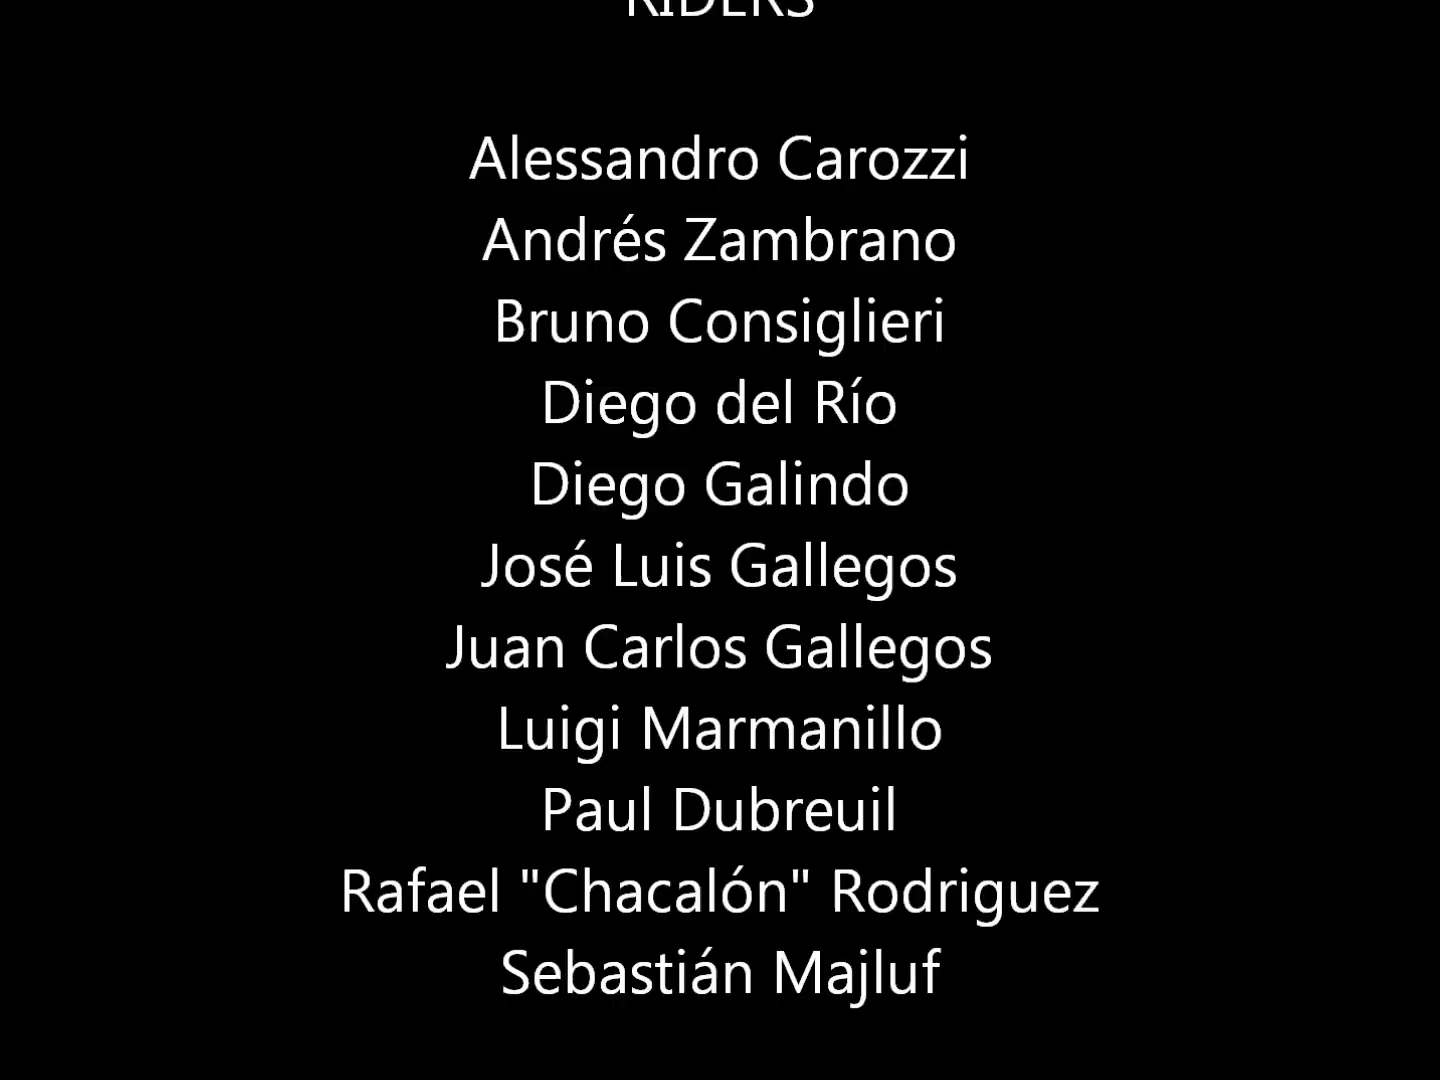 RIDERS
Alessandro Carozzi
Andrés Zambrano
Bruno Consiglieri
Diego del Río
Diego Galindo
José Luis Gallegos
Juan Carlos Gallegos
Luigi Marmanillo
Paul Dubreuil
Rafael "Chacalón" Rodriguez
Sebastián Majluf